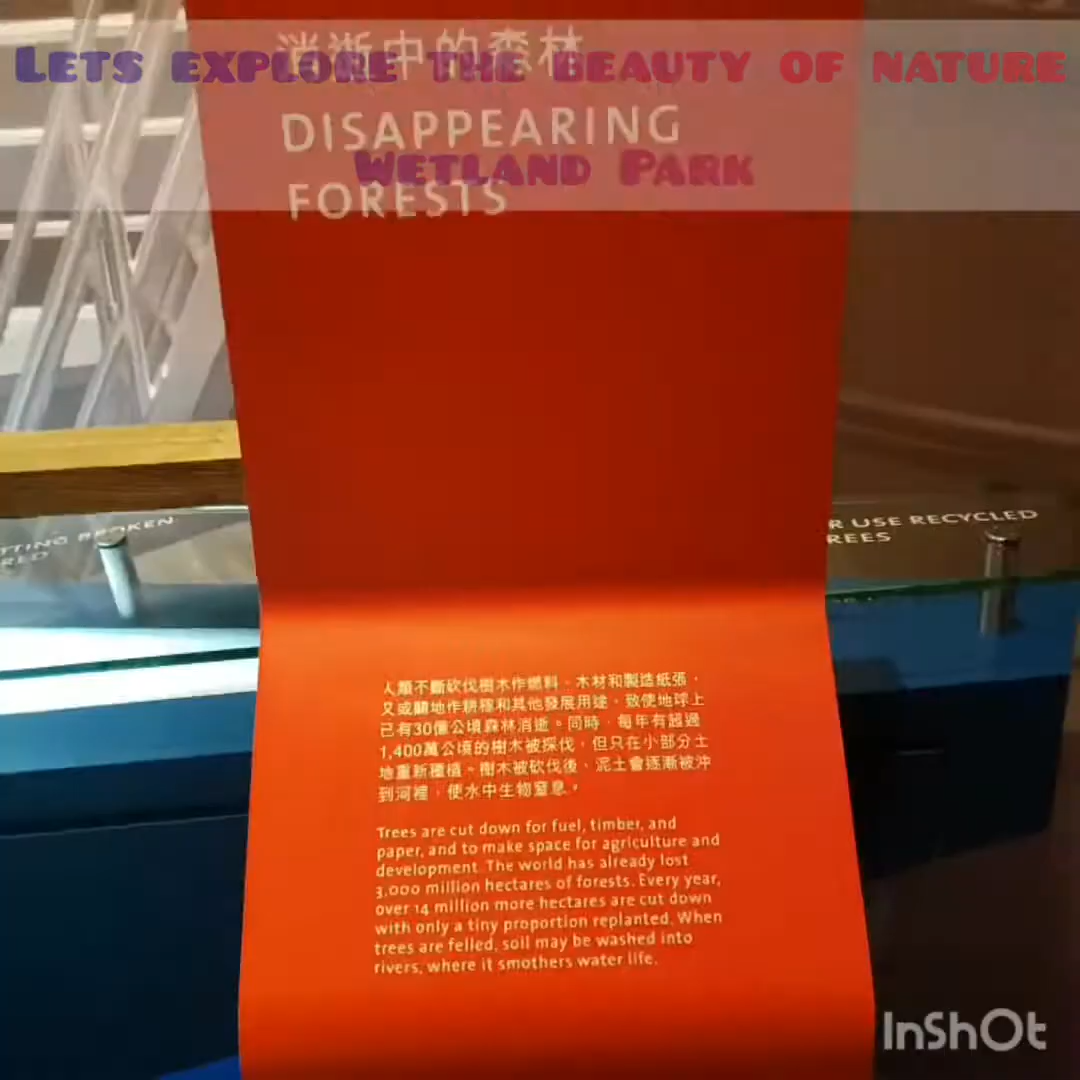 消逝中的森林
LETS EXPLORE THE BEAUTY OF NATURE
DISAPPEARING
WETLAND PARK
FORESTS
TTING BROKEN
RED
R USE RECYCLED
REES
人類不斷砍伐樹木作燃料、木材和製造紙張，
又或闢地作耕種和其他發展用途，致使地球上
已有30億公頃森林消逝。同時，每年有超過
1,400萬公頃的樹木被採伐，但只在小部分土
地重新種植。樹木被砍伐後，泥土會逐漸被沖
到河裡，使水中生物窒息。
Trees are cut down for fuel, timber, and
paper, and to make space for agriculture and
development. The world has already lost
3,000 million hectares of forests. Every year,
over 14 million more hectares are cut down
with only a tiny proportion replanted. When
trees are felled, soil may be washed into
rivers, where it smothers water life.
InShOt